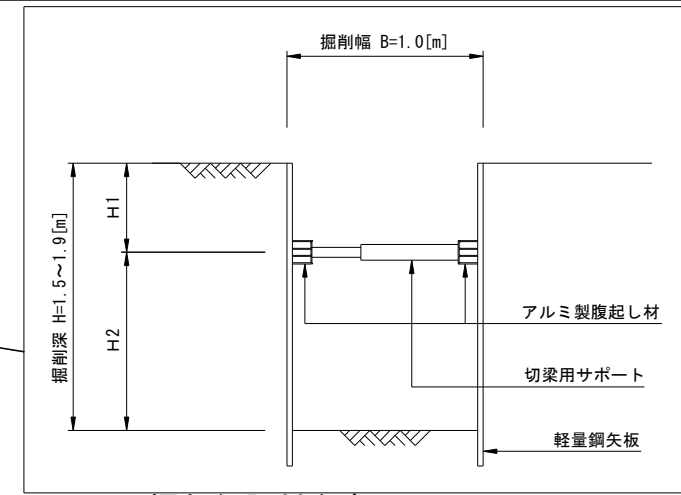 掘削幅 B=1.0[m]
掘削深 H=1.5～1.9[m]
H1
H2
アルミ製腹起し材
切梁用サポート
軽量鋼矢板